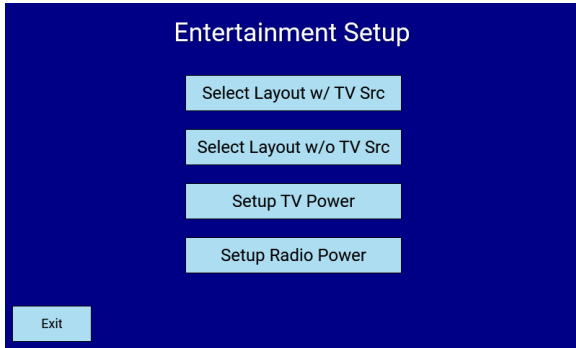 Entertainment Setup
Select Layout w/ TV Src
Select Layout w/o TV Src
Setup TV Power
Setup Radio Power
Exit